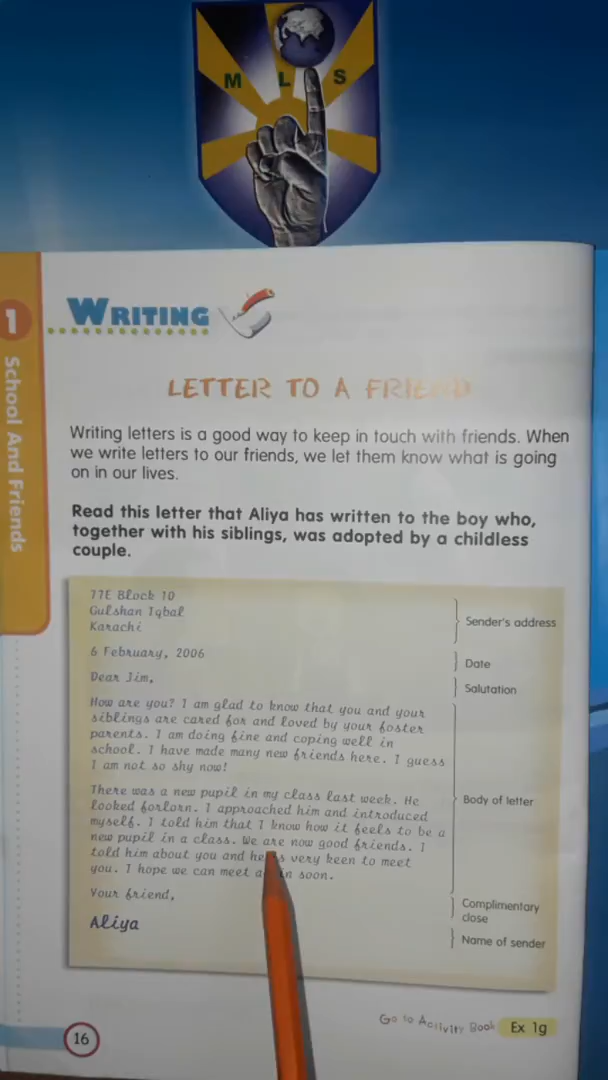 M L S
1
School And Friends
WRITING
LETTER TO A FRIEND
Writing letters is a good way to keep in touch with friends. When
we write letters to our friends, we let them know what is going
on in our lives.
Read this letter that Aliya has written to the boy who,
together with his siblings, was adopted by a childless
couple.
77E Block 10
Gulshan Iqbal
Karachi
Sender's address
6 February, 2006
Date
Dear Jim,
Salutation
How are you? I am glad to know that you and your
siblings are cared for and loved by your foster
parents. I am doing fine and coping well in
school. I have made many new friends here. I guess
I am not so shy now!
There was a new pupil in my class last week. He
looked forlorn. I approached him and introduced
myself. I told him that I know how it feels to be a
new pupil in a class. We are now good friends. I
told him about you and he is very keen to meet
you. I hope we can meet again soon.
Body of letter
Your friend,
Complimentary
close
Aliya
Name of sender
16
Go to Activity Book Ex 1g